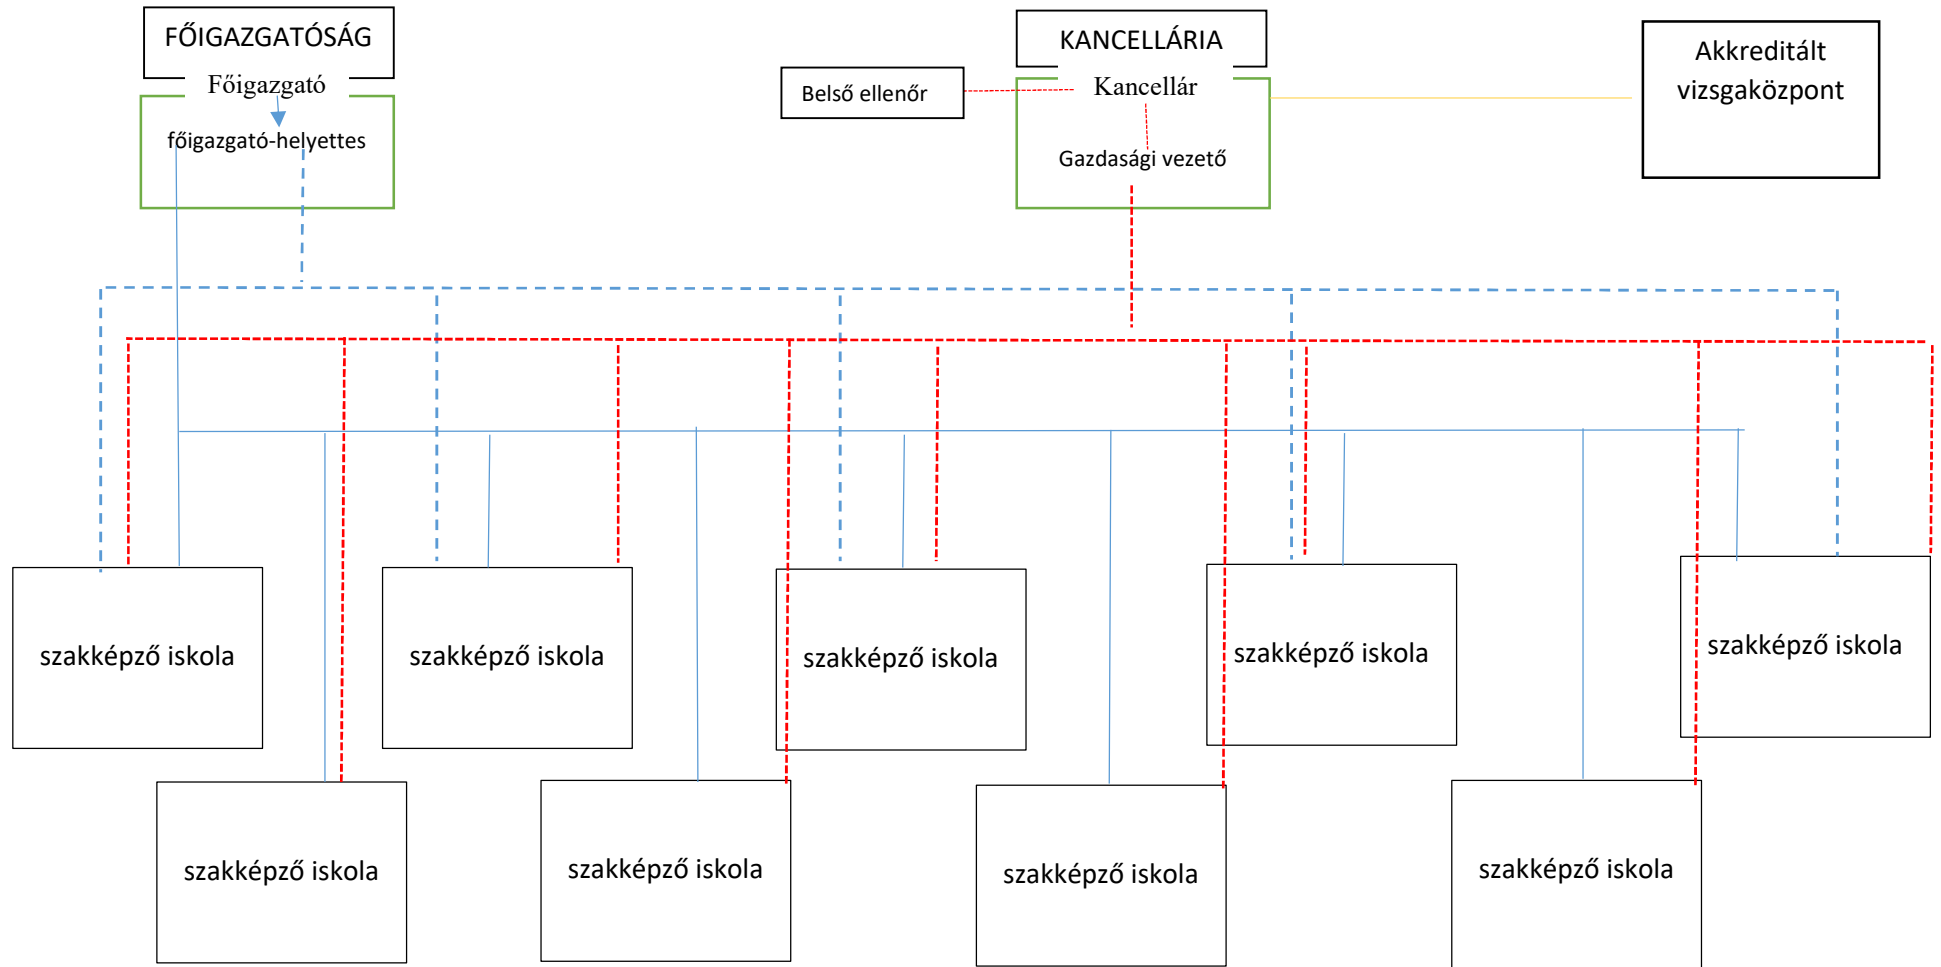 FŐIGAZGATÓSÁG
Főigazgató
főigazgató-helyettes
KANCELLÁRIA
Belső ellenőr
Kancellár
Gazdasági vezető
Akkreditált
vizsgaközpont
szakképző iskola
szakképző iskola
szakképző iskola
szakképző iskola
szakképző iskola
szakképző iskola
szakképző iskola
szakképző iskola
szakképző iskola